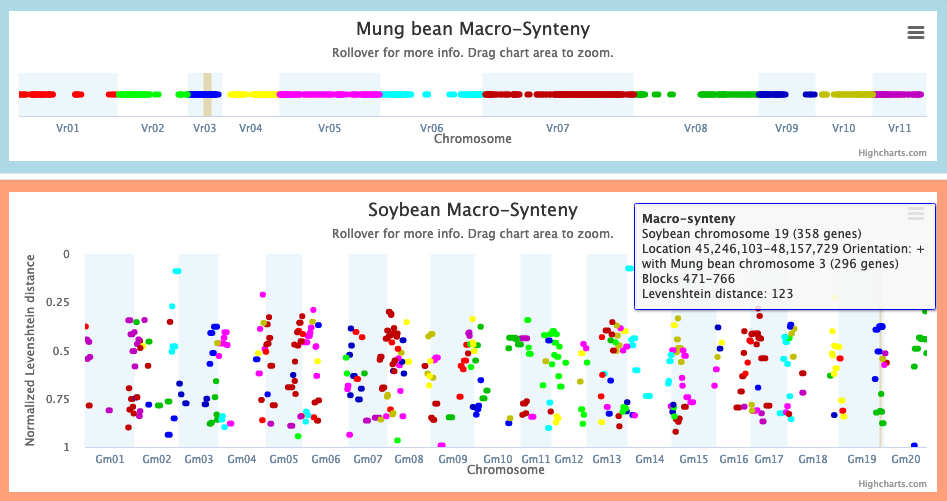 Mung bean Macro-Synteny
Rollover for more info. Drag chart area to zoom.
Vr01 Vr02 Vr03 Vr04 Vr05 Vr06 Vr07 Vr08 Vr09 Vr10 Vr11
Chromosome
Highcharts.com
Soybean Macro-Synteny
Rollover for more info. Drag chart area to zoom.
Macro-synteny
Soybean chromosome 19 (358 genes)
Location 45,246,103-48,157,729 Orientation: +
with Mung bean chromosome 3 (296 genes)
Blocks 471-766
Levenshtein distance: 123
Normalized Levenshtein distance
0
0.25
0.5
0.75
1
Gm01 Gm02 Gm03 Gm04 Gm05 Gm06 Gm07 Gm08 Gm09 Gm10 Gm11 Gm12 Gm13 Gm14 Gm15 Gm16 Gm17 Gm18 Gm19 Gm20
Chromosome
Highcharts.com